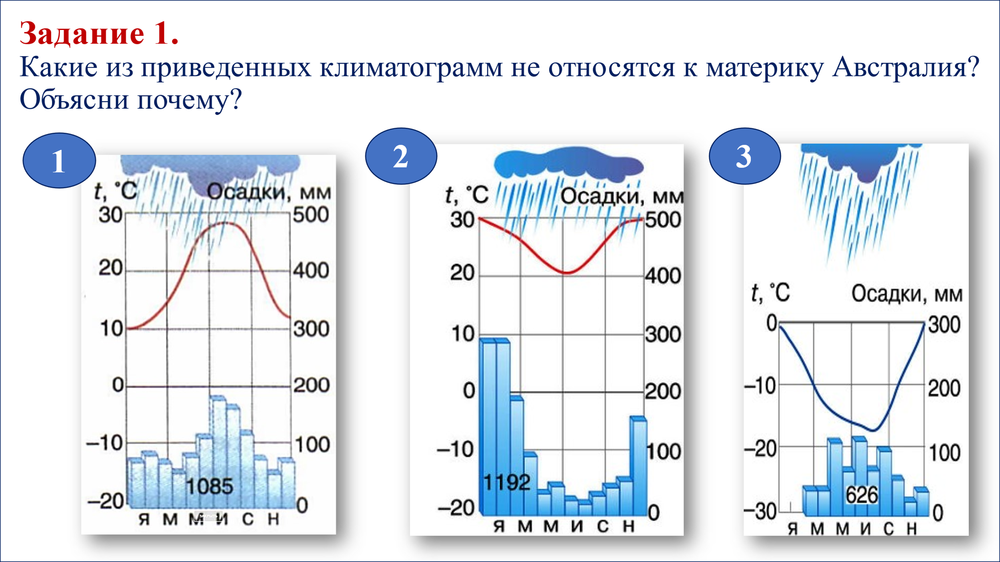 Задание 1.
Какие из приведенных климатограмм не относятся к материку Австралия?
Объясни почему?
1
t, °C Осадки, мм
30 500
20 400
10 300
0 200
–10 100
–20 0
1085
Я М М И С Н
закрыть
2
t, °C Осадки, мм
30 500
20 400
10 300
0 200
–10 100
–20 0
1192
Я М М И С Н
3
t, °C Осадки, мм
0 300
–10 200
–20 100
–30 0
626
Я М М И С Н